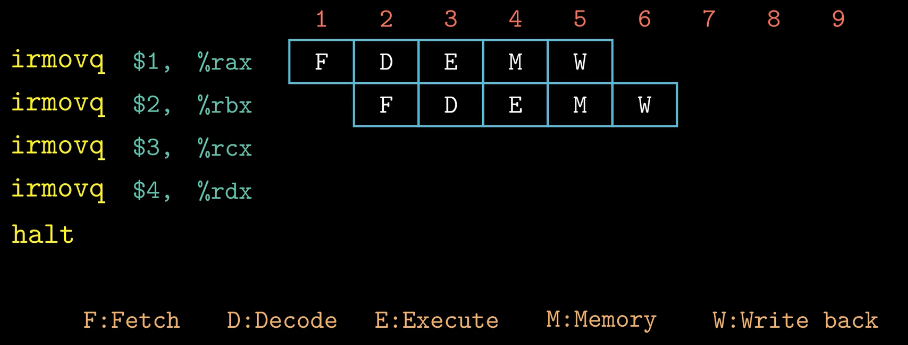 1 2 3 4 5 6 7 8 9
irmovq $1, %rax F D E M W
irmovq $2, %rbx F D E M W
irmovq $3, %rcx
irmovq $4, %rdx
halt
F:Fetch D:Decode E:Execute M:Memory W:Write back